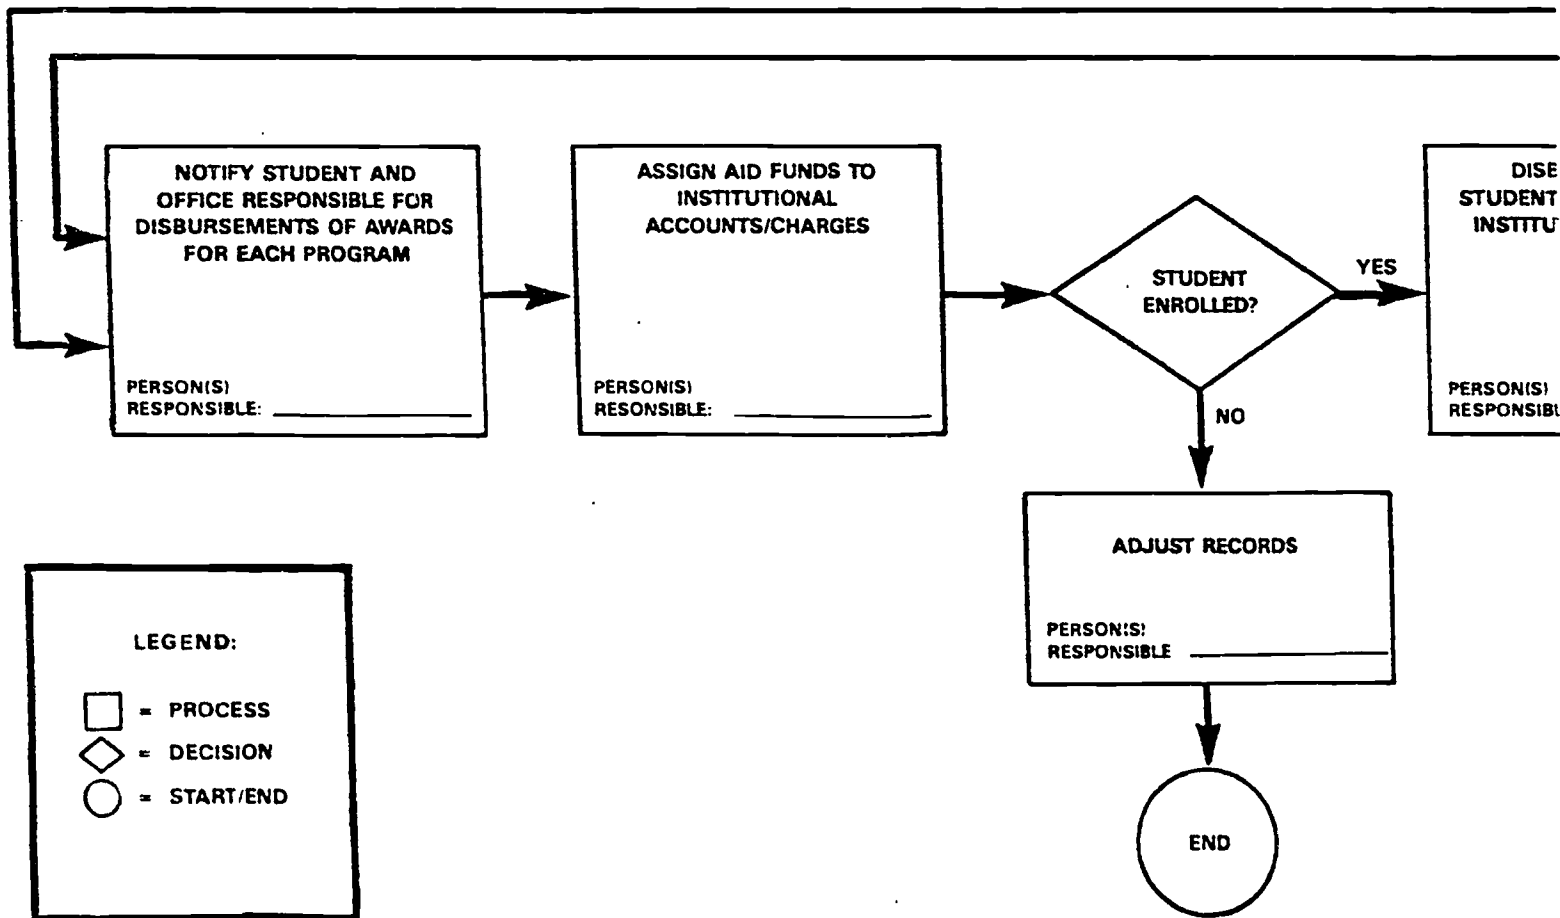 NOTIFY STUDENT AND
OFFICE RESPONSIBLE FOR
DISBURSEMENTS OF AWARDS
FOR EACH PROGRAM
PERSON(S)
RESPONSIBLE:
ASSIGN AID FUNDS TO
INSTITUTIONAL
ACCOUNTS/CHARGES
PERSON(S)
RESONSIBLE:
STUDENT
ENROLLED?
YES
NO
STUDENT
PERSON(S)
ADJUST RECORDS
PERSON(S)
RESPONSIBLE
END
LEGEND:
= PROCESS
= DECISION
= START/END